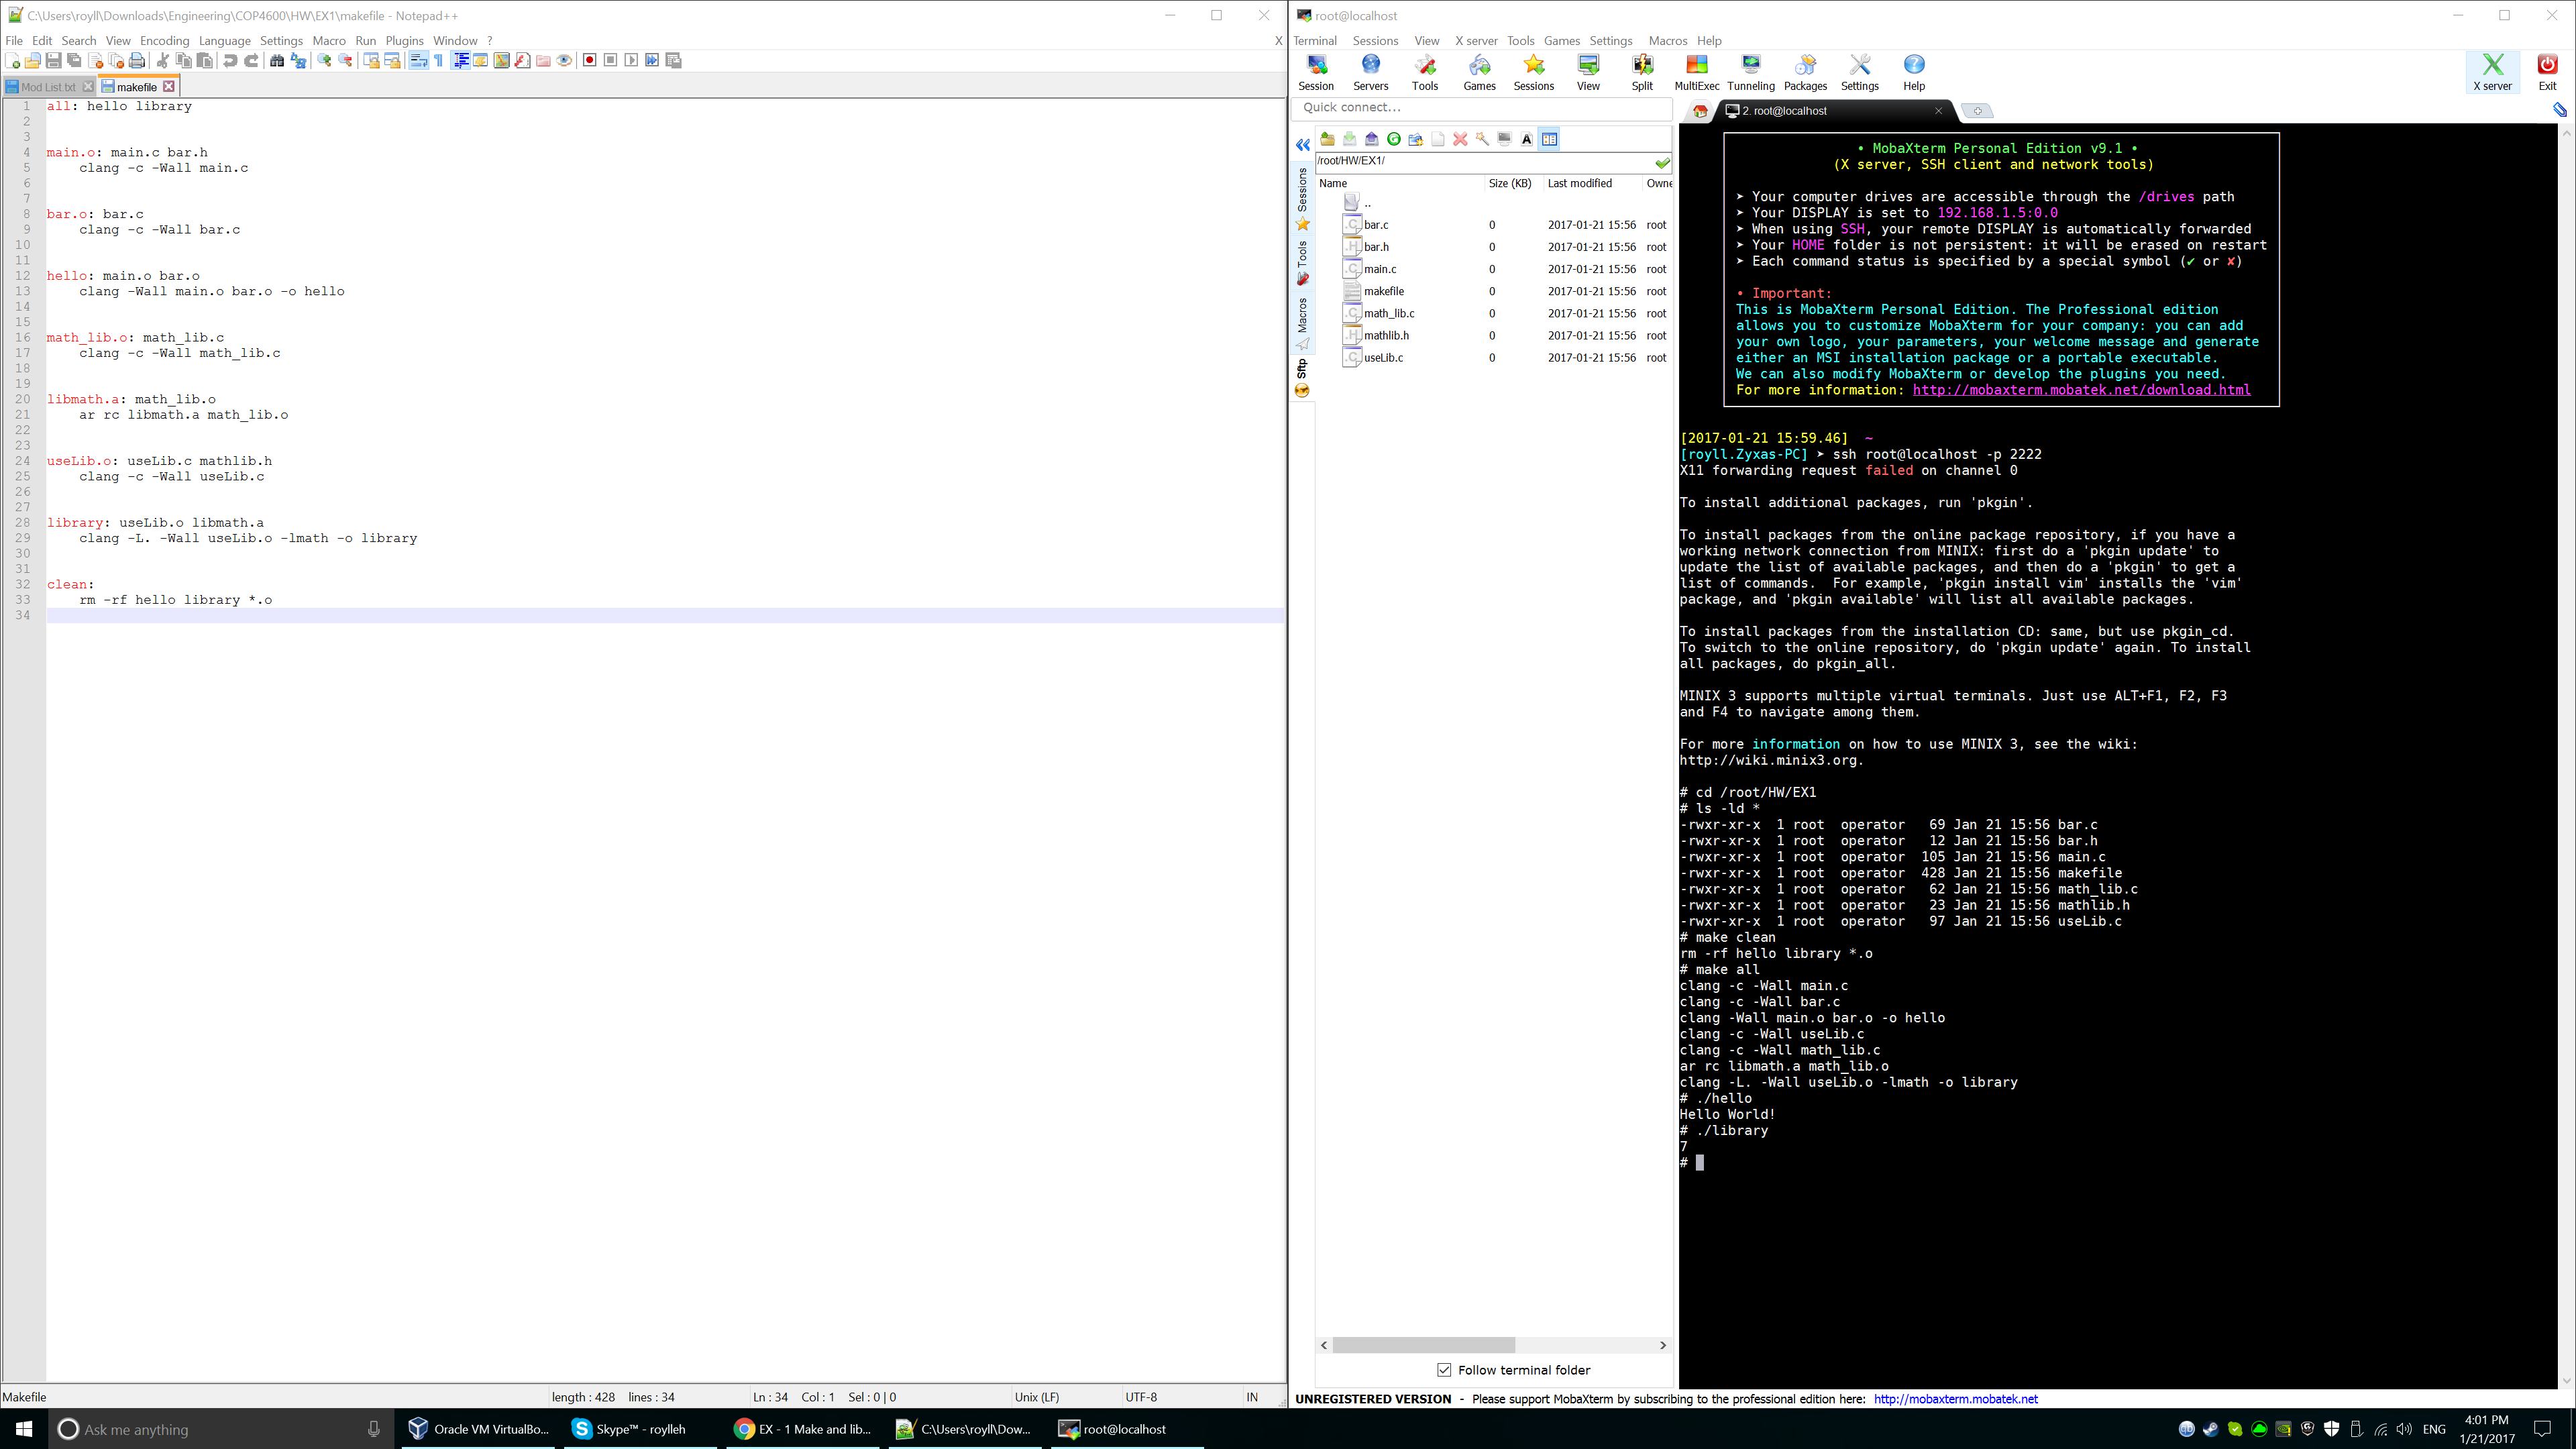 C:\Users\royll\Downloads\Engineering\COP4600\HW\EX1\makefile - Notepad++
File Edit Search View Encoding Language Settings Macro Run Plugins Window ?
X
Mod List.txt
makefile
1 all: hello library
2
3
4 main.o: main.c bar.h
5 clang -c -Wall main.c
6
7
8 bar.o: bar.c
9 clang -c -Wall bar.c
10
11
12 hello: main.o bar.o
13 clang -Wall main.o bar.o -o hello
14
15
16 math_lib.o: math_lib.c
17 clang -c -Wall math_lib.c
18
19
20 libmath.a: math_lib.o
21 ar rc libmath.a math_lib.o
22
23
24 useLib.o: useLib.c mathlib.h
25 clang -c -Wall useLib.c
26
27
28 library: useLib.o libmath.a
29 clang -L. -Wall useLib.o -lmath -o library
30
31
32 clean:
33 rm -rf hello library *.o
34
Makefile
length : 428 lines : 34
Ln : 34 Col : 1 Sel : 0 | 0
Unix (LF)
UTF-8
IN
root@localhost
Terminal Sessions View X server Tools Games Settings Macros Help
Session Servers Tools Games Sessions View Split MultiExec Tunneling Packages Settings Help
X server Exit
Quick connect...
2. root@localhost
Sessions
Tools
Macros
Sftp
/root/HW/EX1/
Name Size (KB) Last modified Owne
..
bar.c 0 2017-01-21 15:56 root
bar.h 0 2017-01-21 15:56 root
main.c 0 2017-01-21 15:56 root
makefile 0 2017-01-21 15:56 root
math_lib.c 0 2017-01-21 15:56 root
mathlib.h 0 2017-01-21 15:56 root
useLib.c 0 2017-01-21 15:56 root
Follow terminal folder
• MobaXterm Personal Edition v9.1 •
(X server, SSH client and network tools)
➤ Your computer drives are accessible through the /drives path
➤ Your DISPLAY is set to 192.168.1.5:0.0
➤ When using SSH, your remote DISPLAY is automatically forwarded
➤ Your HOME folder is not persistent: it will be erased on restart
➤ Each command status is specified by a special symbol (✔ or ✘)
• Important:
This is MobaXterm Personal Edition. The Professional edition
allows you to customize MobaXterm for your company: you can add
your own logo, your parameters, your welcome message and generate
either an MSI installation package or a portable executable.
We can also modify MobaXterm or develop the plugins you need.
For more information: http://mobaxterm.mobatek.net/download.html
[2017-01-21 15:59.46] ~
[royll.Zyxas-PC] ➤ ssh root@localhost -p 2222
X11 forwarding request failed on channel 0
To install additional packages, run 'pkgin'.
To install packages from the online package repository, if you have a
working network connection from MINIX: first do a 'pkgin update' to
update the list of available packages, and then do a 'pkgin' to get a
list of commands.  For example, 'pkgin install vim' installs the 'vim'
package, and 'pkgin available' will list all available packages.
To install packages from the installation CD: same, but use pkgin_cd.
To switch to the online repository, do 'pkgin update' again. To install
all packages, do pkgin_all.
MINIX 3 supports multiple virtual terminals. Just use ALT+F1, F2, F3
and F4 to navigate among them.
For more information on how to use MINIX 3, see the wiki:
http://wiki.minix3.org.
# cd /root/HW/EX1
# ls -ld *
-rwxr-xr-x 1 root operator 69 Jan 21 15:56 bar.c
-rwxr-xr-x 1 root operator 12 Jan 21 15:56 bar.h
-rwxr-xr-x 1 root operator 105 Jan 21 15:56 main.c
-rwxr-xr-x 1 root operator 428 Jan 21 15:56 makefile
-rwxr-xr-x 1 root operator 62 Jan 21 15:56 math_lib.c
-rwxr-xr-x 1 root operator 23 Jan 21 15:56 mathlib.h
-rwxr-xr-x 1 root operator 97 Jan 21 15:56 useLib.c
# make clean
rm -rf hello library *.o
# make all
clang -c -Wall main.c
clang -c -Wall bar.c
clang -Wall main.o bar.o -o hello
clang -c -Wall useLib.c
clang -c -Wall math_lib.c
ar rc libmath.a math_lib.o
clang -L. -Wall useLib.o -lmath -o library
# ./hello
Hello World!
# ./library
7
#
UNREGISTERED VERSION - Please support MobaXterm by subscribing to the professional edition here: http://mobaxterm.mobatek.net
Ask me anything
Oracle VM VirtualBo...
Skype™ - roylleh
EX - 1 Make and lib...
C:\Users\royll\Dow...
root@localhost
ENG
4:01 PM
1/21/2017